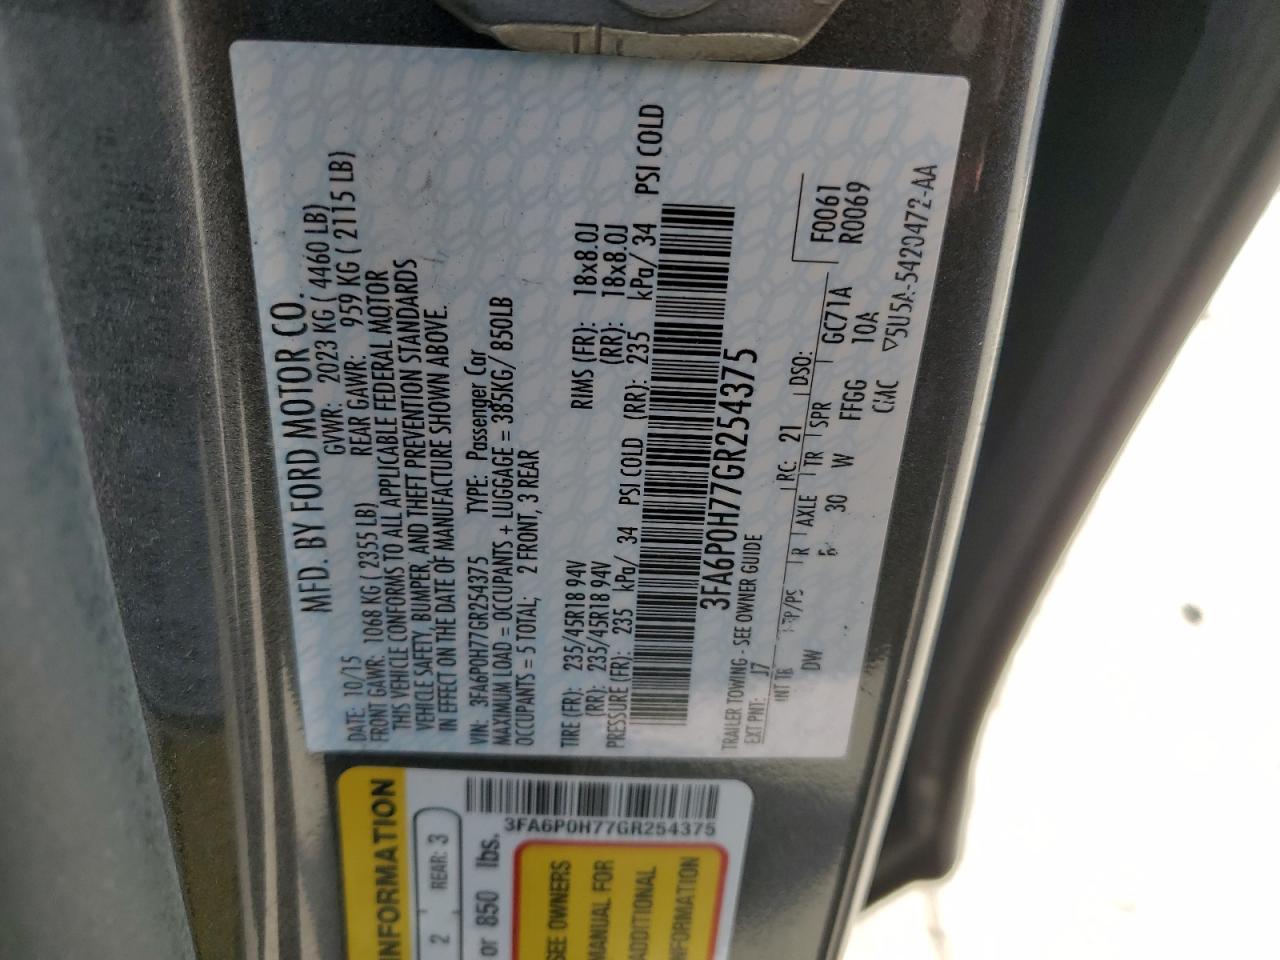 MFD. BY FORD MOTOR CO.
DATE: 10/15 GVWR: 2023 KG ( 4460 LB)
FRONT GAWR: 1068 KG ( 2355 LB) REAR GAWR: 959 KG ( 2115 LB)
THIS VEHICLE CONFORMS TO ALL APPLICABLE FEDERAL MOTOR
VEHICLE SAFETY, BUMPER, AND THEFT PREVENTION STANDARDS
IN EFFECT ON THE DATE OF MANUFACTURE SHOWN ABOVE.
VIN: 3FA6P0H77GR254375 TYPE: Passenger Car
MAXIMUM LOAD = OCCUPANTS + LUGGAGE = 385KG/ 850LB
OCCUPANTS = 5 TOTAL; 2 FRONT, 3 REAR
TIRE (FR): 235/45R18 94V RIMS (FR): 18x8.0J
(RR): 235/45R18 94V (RR): 18x8.0J
PRESSURE (FR): 235 kPa/ 34 PSI COLD (RR): 235 kPa/ 34 PSI COLD
3FA6P0H77GR254375
TRAILER TOWING - SEE OWNER GUIDE
EXT PNT: J7 RC: 21 DSO:
INT TR TP/PS R AXLE TR SPR GC71A F0061
DW 30 W FFGG 10A R0069
CMC ▽5U5A-5420472-AA
INFORMATION
2 REAR: 3
3FA6P0H77GR254375
or 850 lbs.
SEE OWNERS
MANUAL FOR
ADDITIONAL
INFORMATION